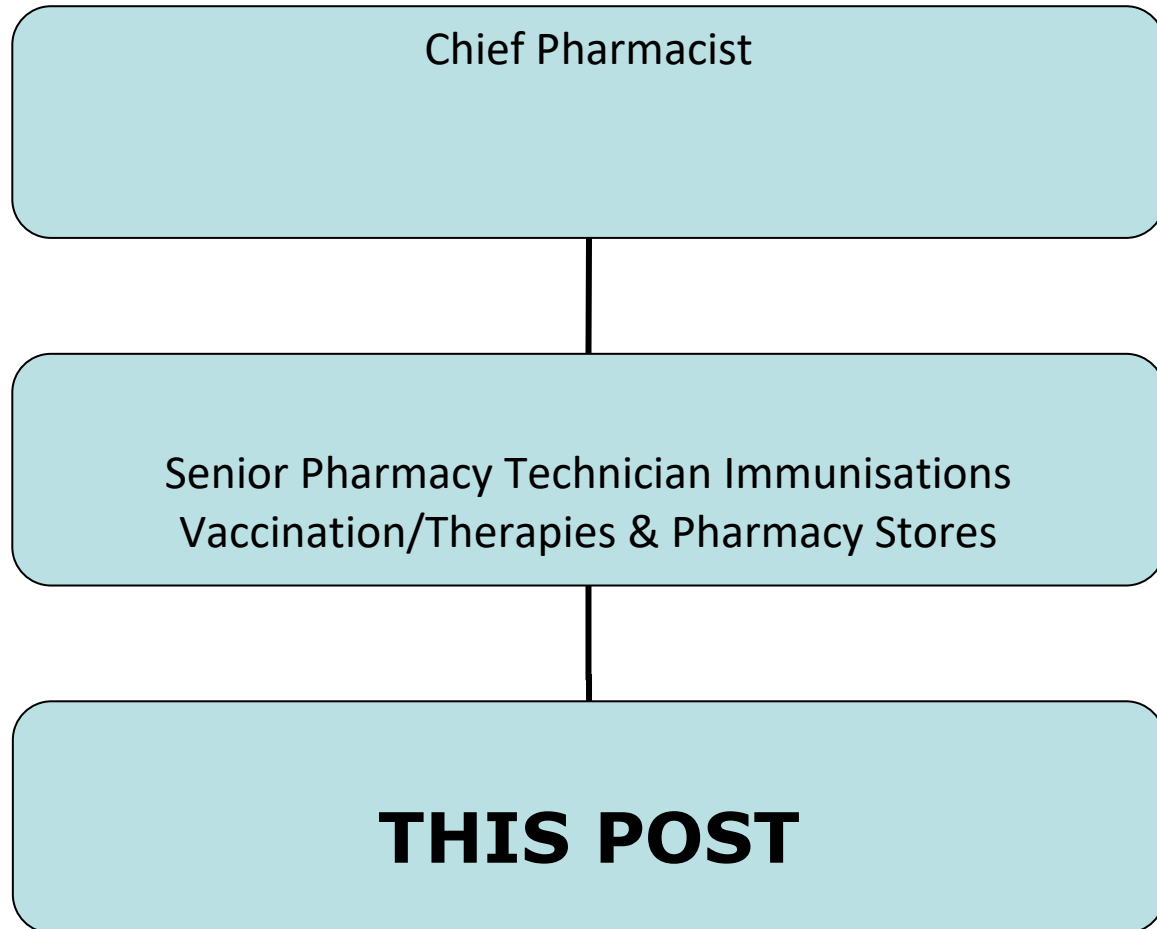 Chief Pharmacist
Senior Pharmacy Technician Immunisations
Vaccination/Therapies & Pharmacy Stores
THIS POST